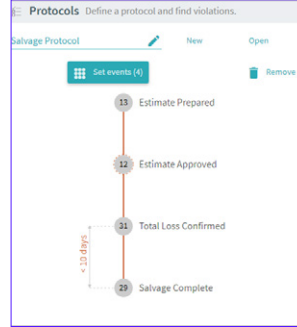 Protocols Define a protocol and find violations.
Salvage Protocol New Open
Set events (4) Remove
13 Estimate Prepared
12 Estimate Approved
31 Total Loss Confirmed
< 10 days
29 Salvage Complete